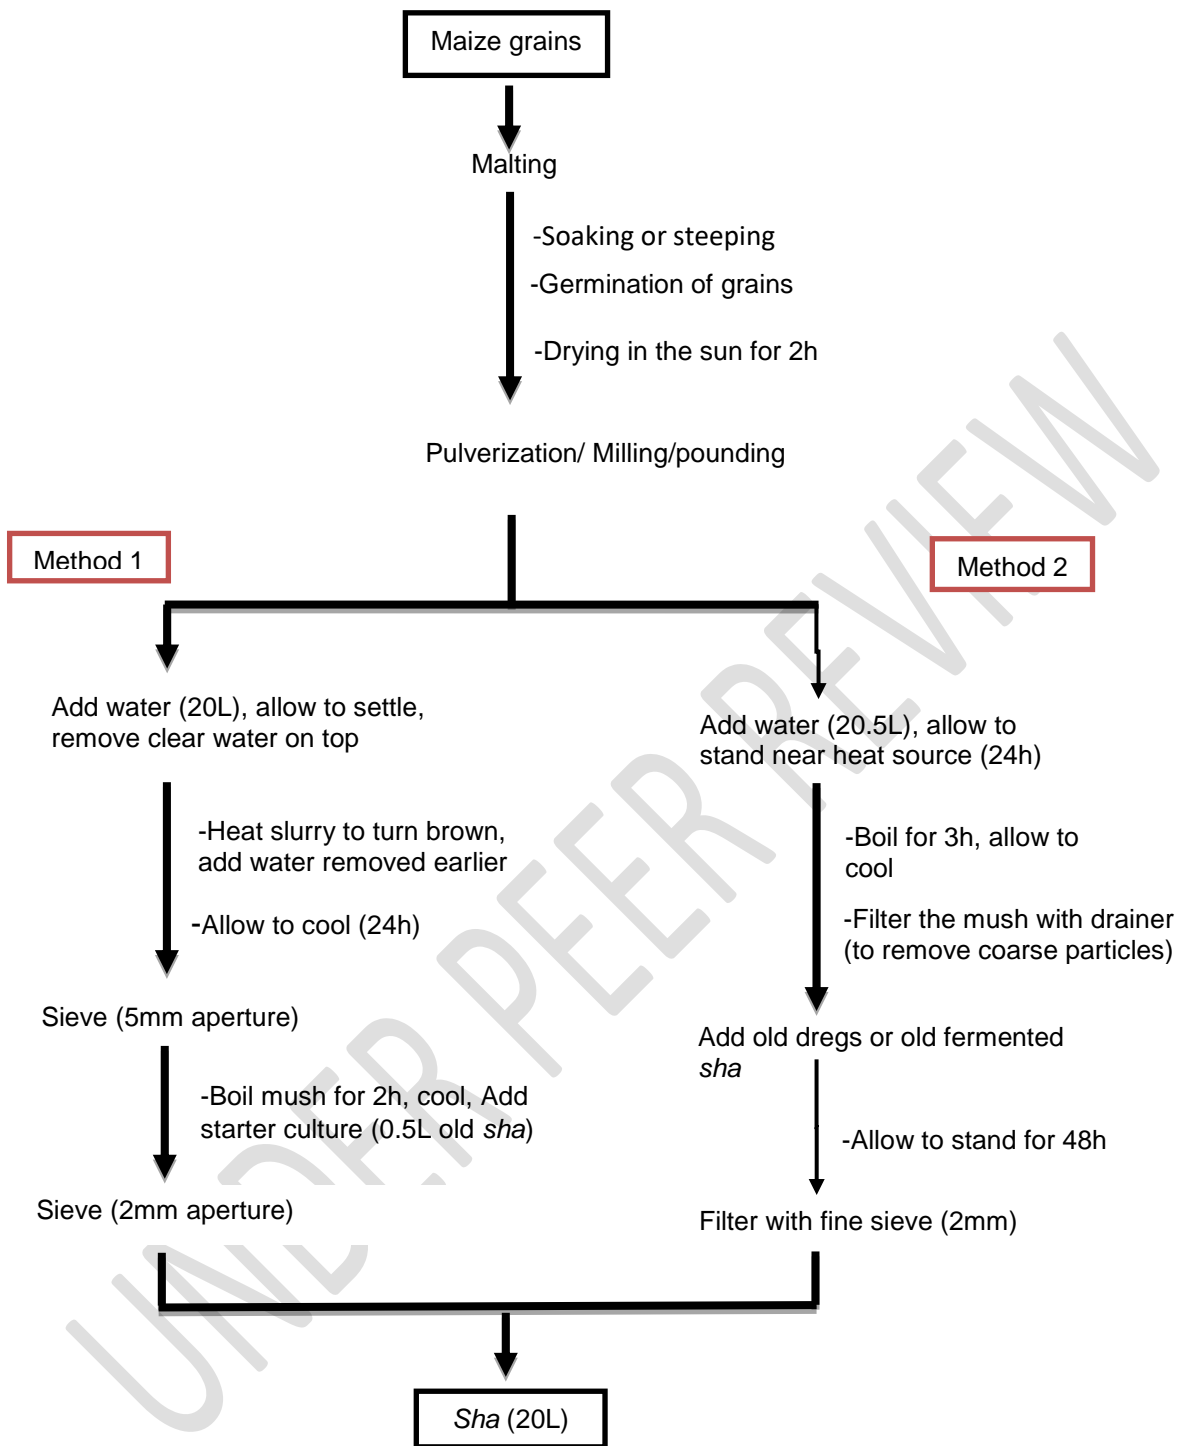 Maize grains
Malting
-Soaking or steeping
-Germination of grains
-Drying in the sun for 2h
Pulverization/ Milling/pounding
Method 1
Method 2
Add water (20L), allow to settle,
remove clear water on top
-Heat slurry to turn brown,
add water removed earlier
-Allow to cool (24h)
Sieve (5mm aperture)
-Boil mush for 2h, cool, Add
starter culture (0.5L old sha)
Sieve (2mm aperture)
Add water (20.5L), allow to
stand near heat source (24h)
-Boil for 3h, allow to
cool
-Filter the mush with drainer
(to remove coarse particles)
Add old dregs or old fermented
sha
-Allow to stand for 48h
Filter with fine sieve (2mm)
Sha (20L)
UNDER PEER REVIEW